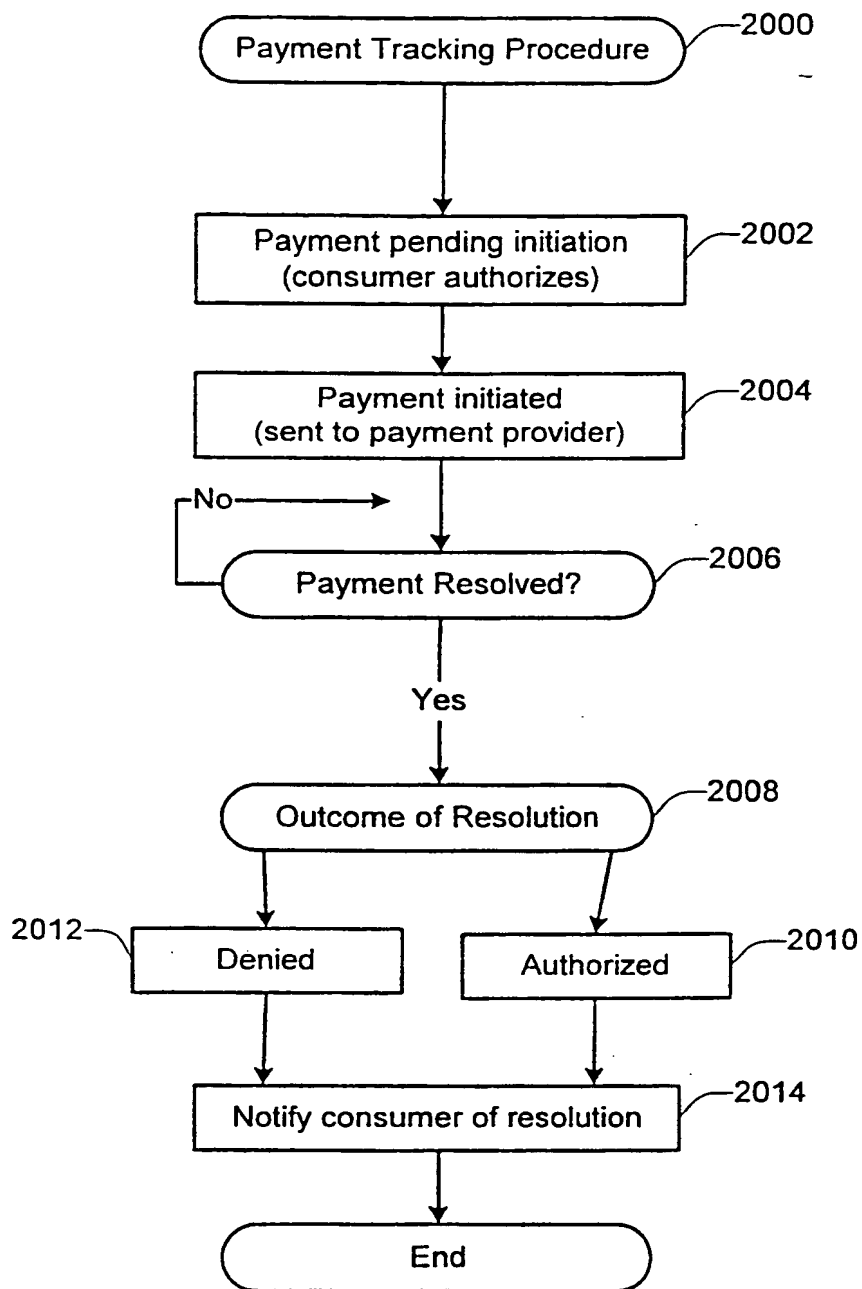 Payment Tracking Procedure
2000
Payment pending initiation
(consumer authorizes)
2002
Payment initiated
(sent to payment provider)
2004
No
Payment Resolved?
2006
Yes
Outcome of Resolution
2008
2012
Denied
Authorized
2010
Notify consumer of resolution
2014
End